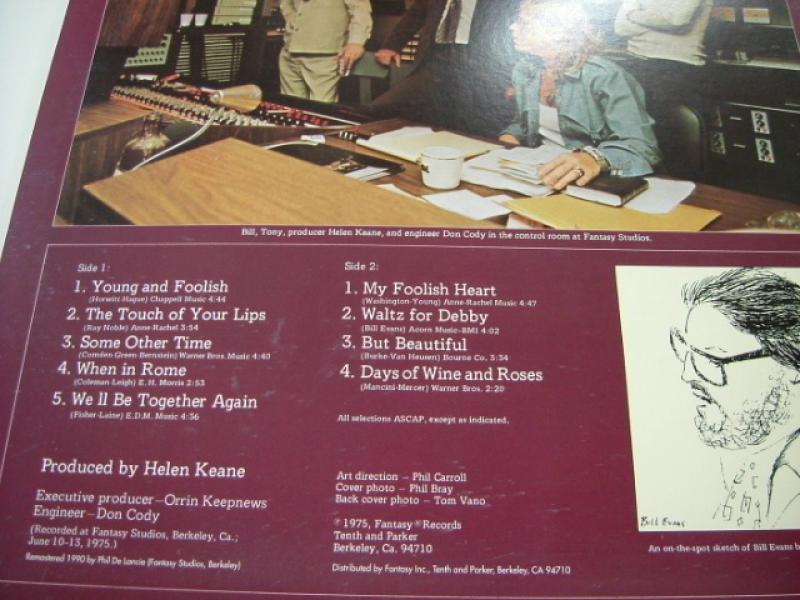 Bill, Tony, producer Helen Keane, and engineer Don Cody in the control room at Fantasy Studios.
Side 1:
1. Young and Foolish
(Horwitt-Hague) Chappell Music 4:44
2. The Touch of Your Lips
(Ray Noble) Anne-Rachel 3:54
3. Some Other Time
(Comden-Green-Bernstein) Warner Bros. Music 4:40
4. When in Rome
(Coleman-Leigh) E.H. Morris 2:53
5. We ll Be Together Again
(Fisher-Laine) E.D.M. Music 4:36
Side 2:
1. My Foolish Heart
(Washington-Young) Anne-Rachel Music 4:47
2. Waltz for Debby
(Bill Evans) Acorn Music-BMI 4:02
3. But Beautiful
(Burke-Van Heusen) Bourne Co. 3:34
4. Days of Wine and Roses
(Mancini-Mercer) Warner Bros. 2:20
All selections ASCAP, except as indicated.
Produced by Helen Keane
Executive producer—Orrin Keepnews
Engineer—Don Cody
(Recorded at Fantasy Studios, Berkeley, Ca.;
June 10-13, 1975.)
Remastered 1990 by Phil De Lancie (Fantasy Studios, Berkeley)
Art direction — Phil Carroll
Cover photo — Phil Bray
Back cover photo — Tom Vano
℗ 1975, Fantasy® Records
Tenth and Parker
Berkeley, Ca. 94710
Distributed by Fantasy Inc., Tenth and Parker, Berkeley, CA 94710
Bill Evans
An on-the-spot sketch of Bill Evans b